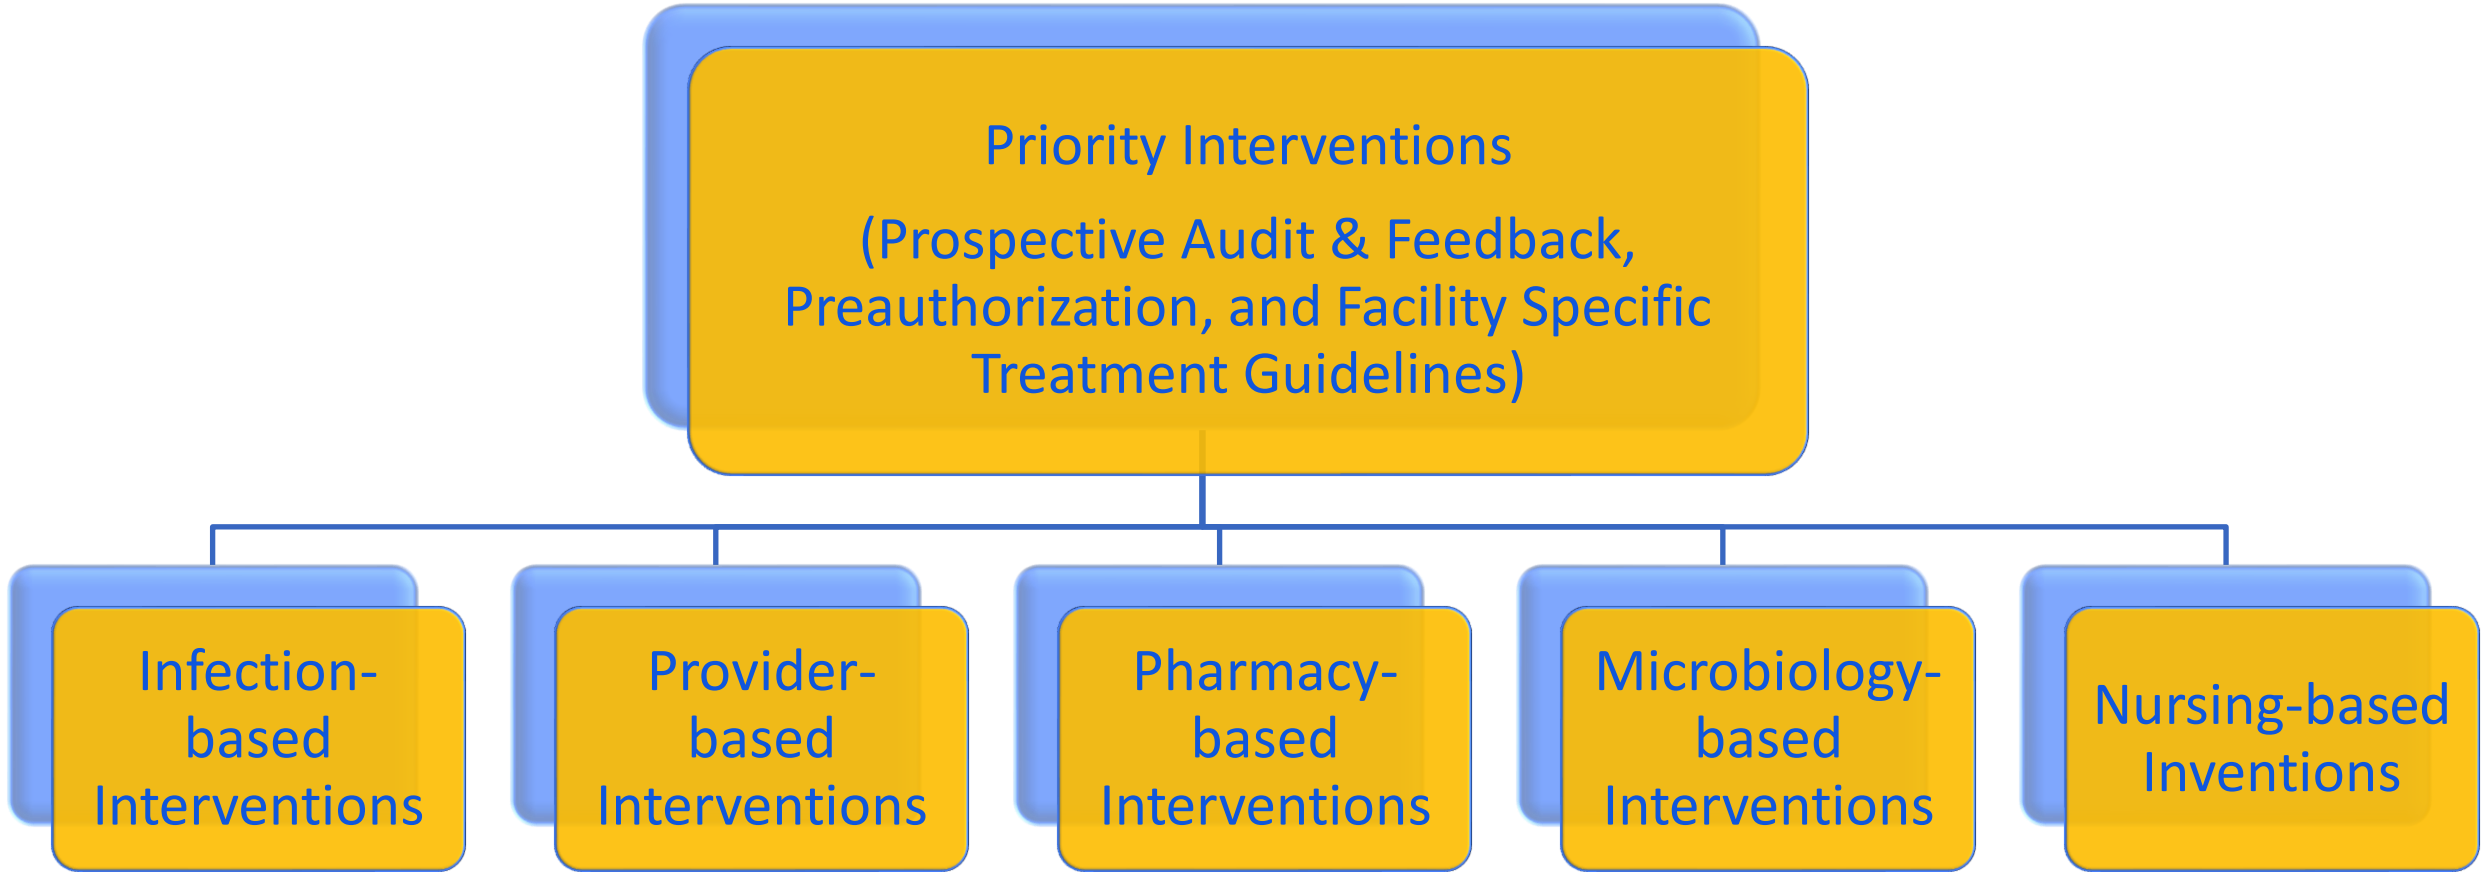 Priority Interventions
(Prospective Audit & Feedback,
Preauthorization, and Facility Specific
Treatment Guidelines)
Infection-
based
Interventions
Provider-
based
Interventions
Pharmacy-
based
Interventions
Microbiology-
based
Interventions
Nursing-based
Inventions